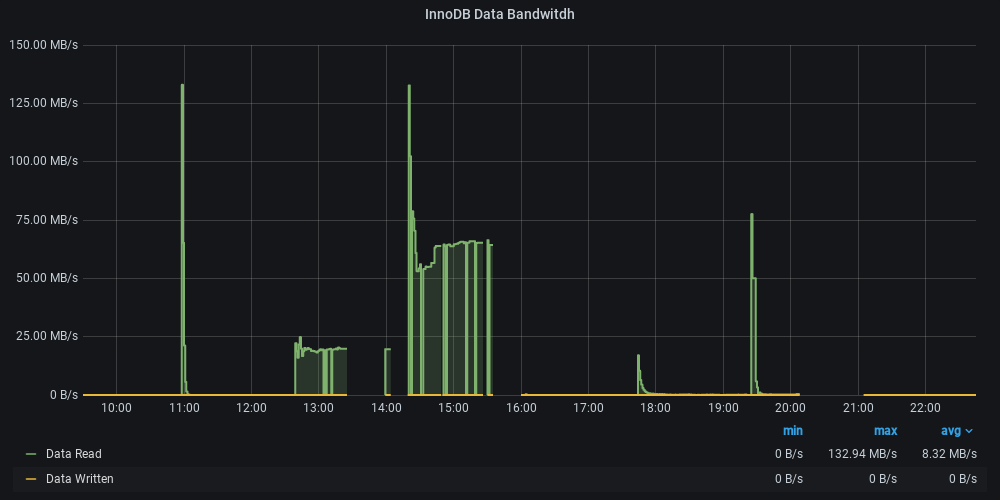 InnoDB Data Bandwitdh
150.00 MB/s
125.00 MB/s
100.00 MB/s
75.00 MB/s
50.00 MB/s
25.00 MB/s
0 B/s
10:00 11:00 12:00 13:00 14:00 15:00 16:00 17:00 18:00 19:00 20:00 21:00 22:00
min max avg
Data Read 0 B/s 132.94 MB/s 8.32 MB/s
Data Written 0 B/s 0 B/s 0 B/s